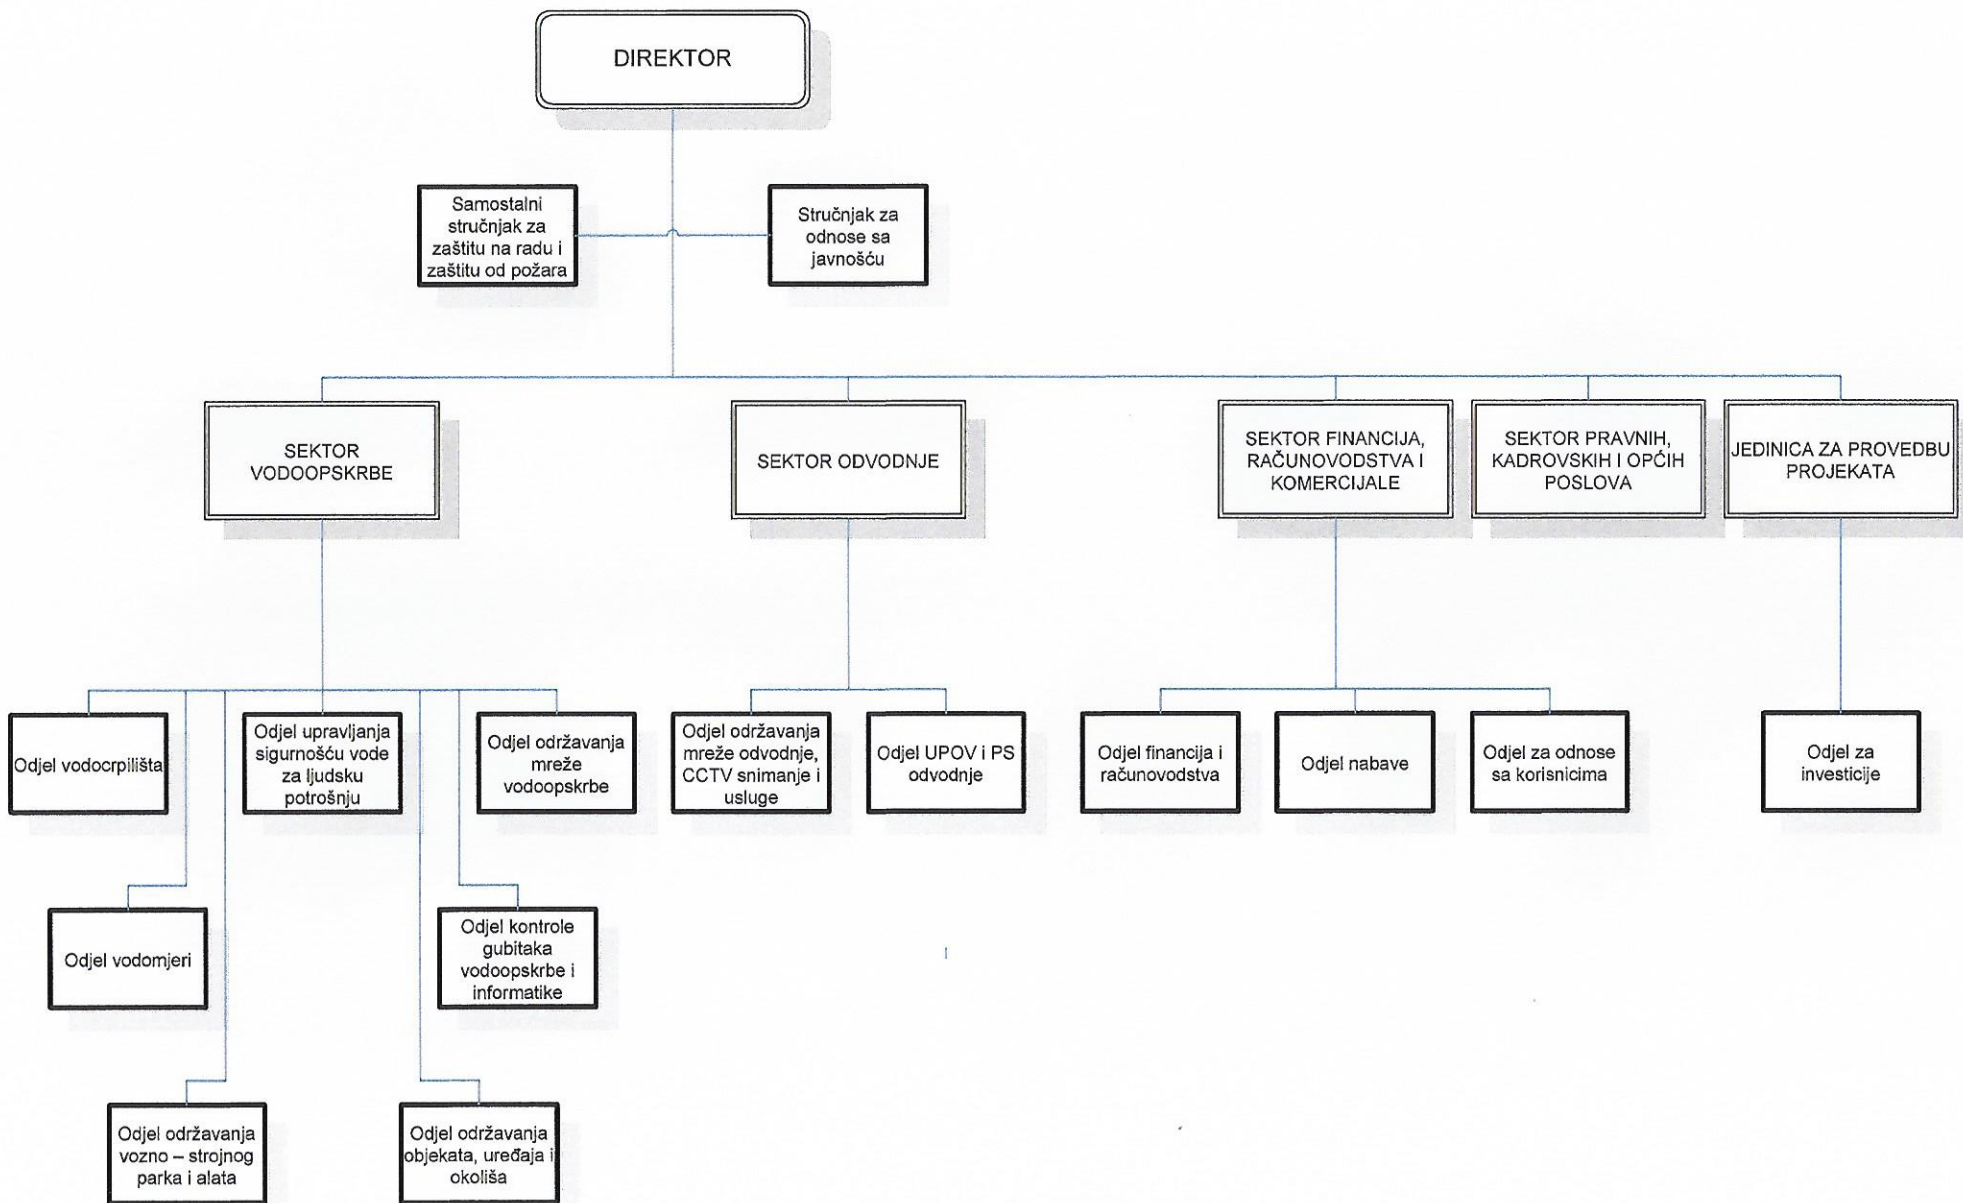 DIREKTOR
Samostalni
stručnjak za
zaštitu na radu i
zaštitu od požara
Stručnjak za
odnose sa
javnošću
SEKTOR
VODOOPSKRBE
SEKTOR ODVODNJE
SEKTOR FINANCIJA,
RAČUNOVODSTVA I
KOMERCIJALE
SEKTOR PRAVNIH,
KADROVSKIH I OPĆIH
POSLOVA
JEDINICA ZA PROVEDBU
PROJEKATA
Odjel vodocrpilišta
Odjel upravljanja
sigurnošću vode
za ljudsku
potrošnju
Odjel održavanja
mreže
vodoopskrbe
Odjel održavanja
mreže odvodnje,
CCTV snimanje i
usluge
Odjel UPOV i PS
odvodnje
Odjel financija i
računovodstva
Odjel nabave
Odjel za odnose
sa korisnicima
Odjel za
investicije
Odjel vodomjeri
Odjel kontrole
gubitaka
vodoopskrbe i
informatike
Odjel održavanja
vozno – strojnog
parka i alata
Odjel održavanja
objekata, uređaja i
okoliša